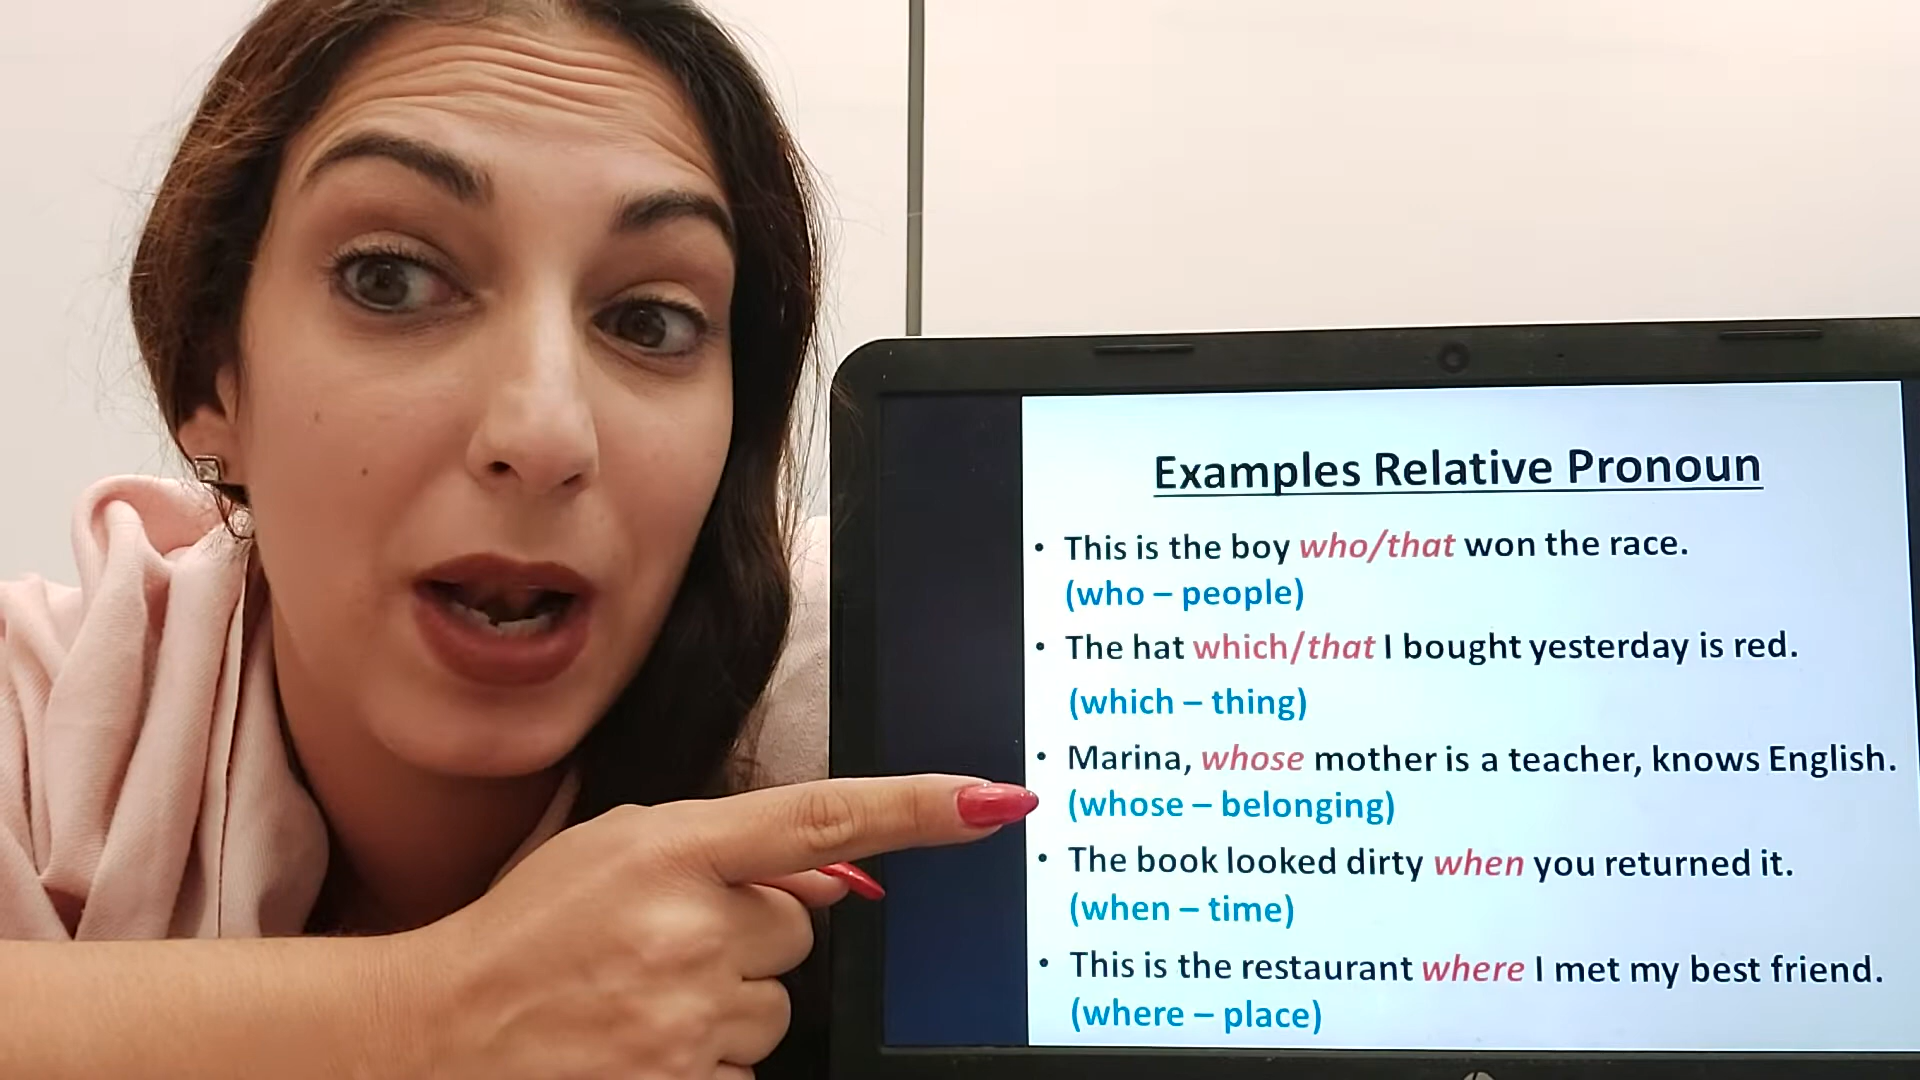 Examples Relative Pronoun
• This is the boy who/that won the race.
(who – people)
• The hat which/that I bought yesterday is red.
(which – thing)
• Marina, whose mother is a teacher, knows English.
(whose – belonging)
• The book looked dirty when you returned it.
(when – time)
• This is the restaurant where I met my best friend.
(where – place)